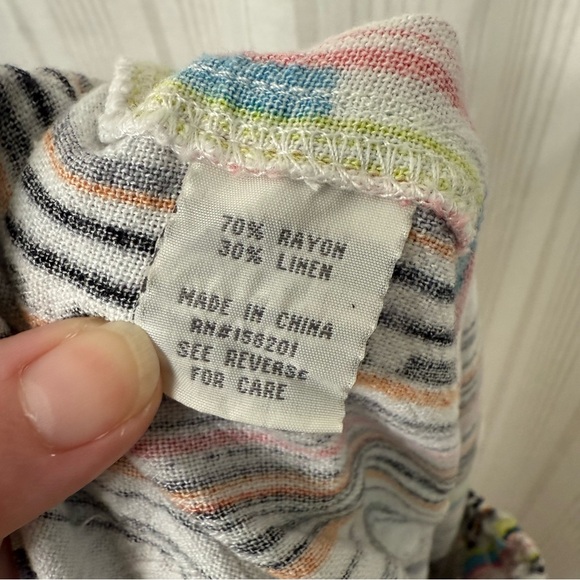 70% RAYON
30% LINEN
MADE IN CHINA
RN#158201
SEE REVERSE
FOR CARE